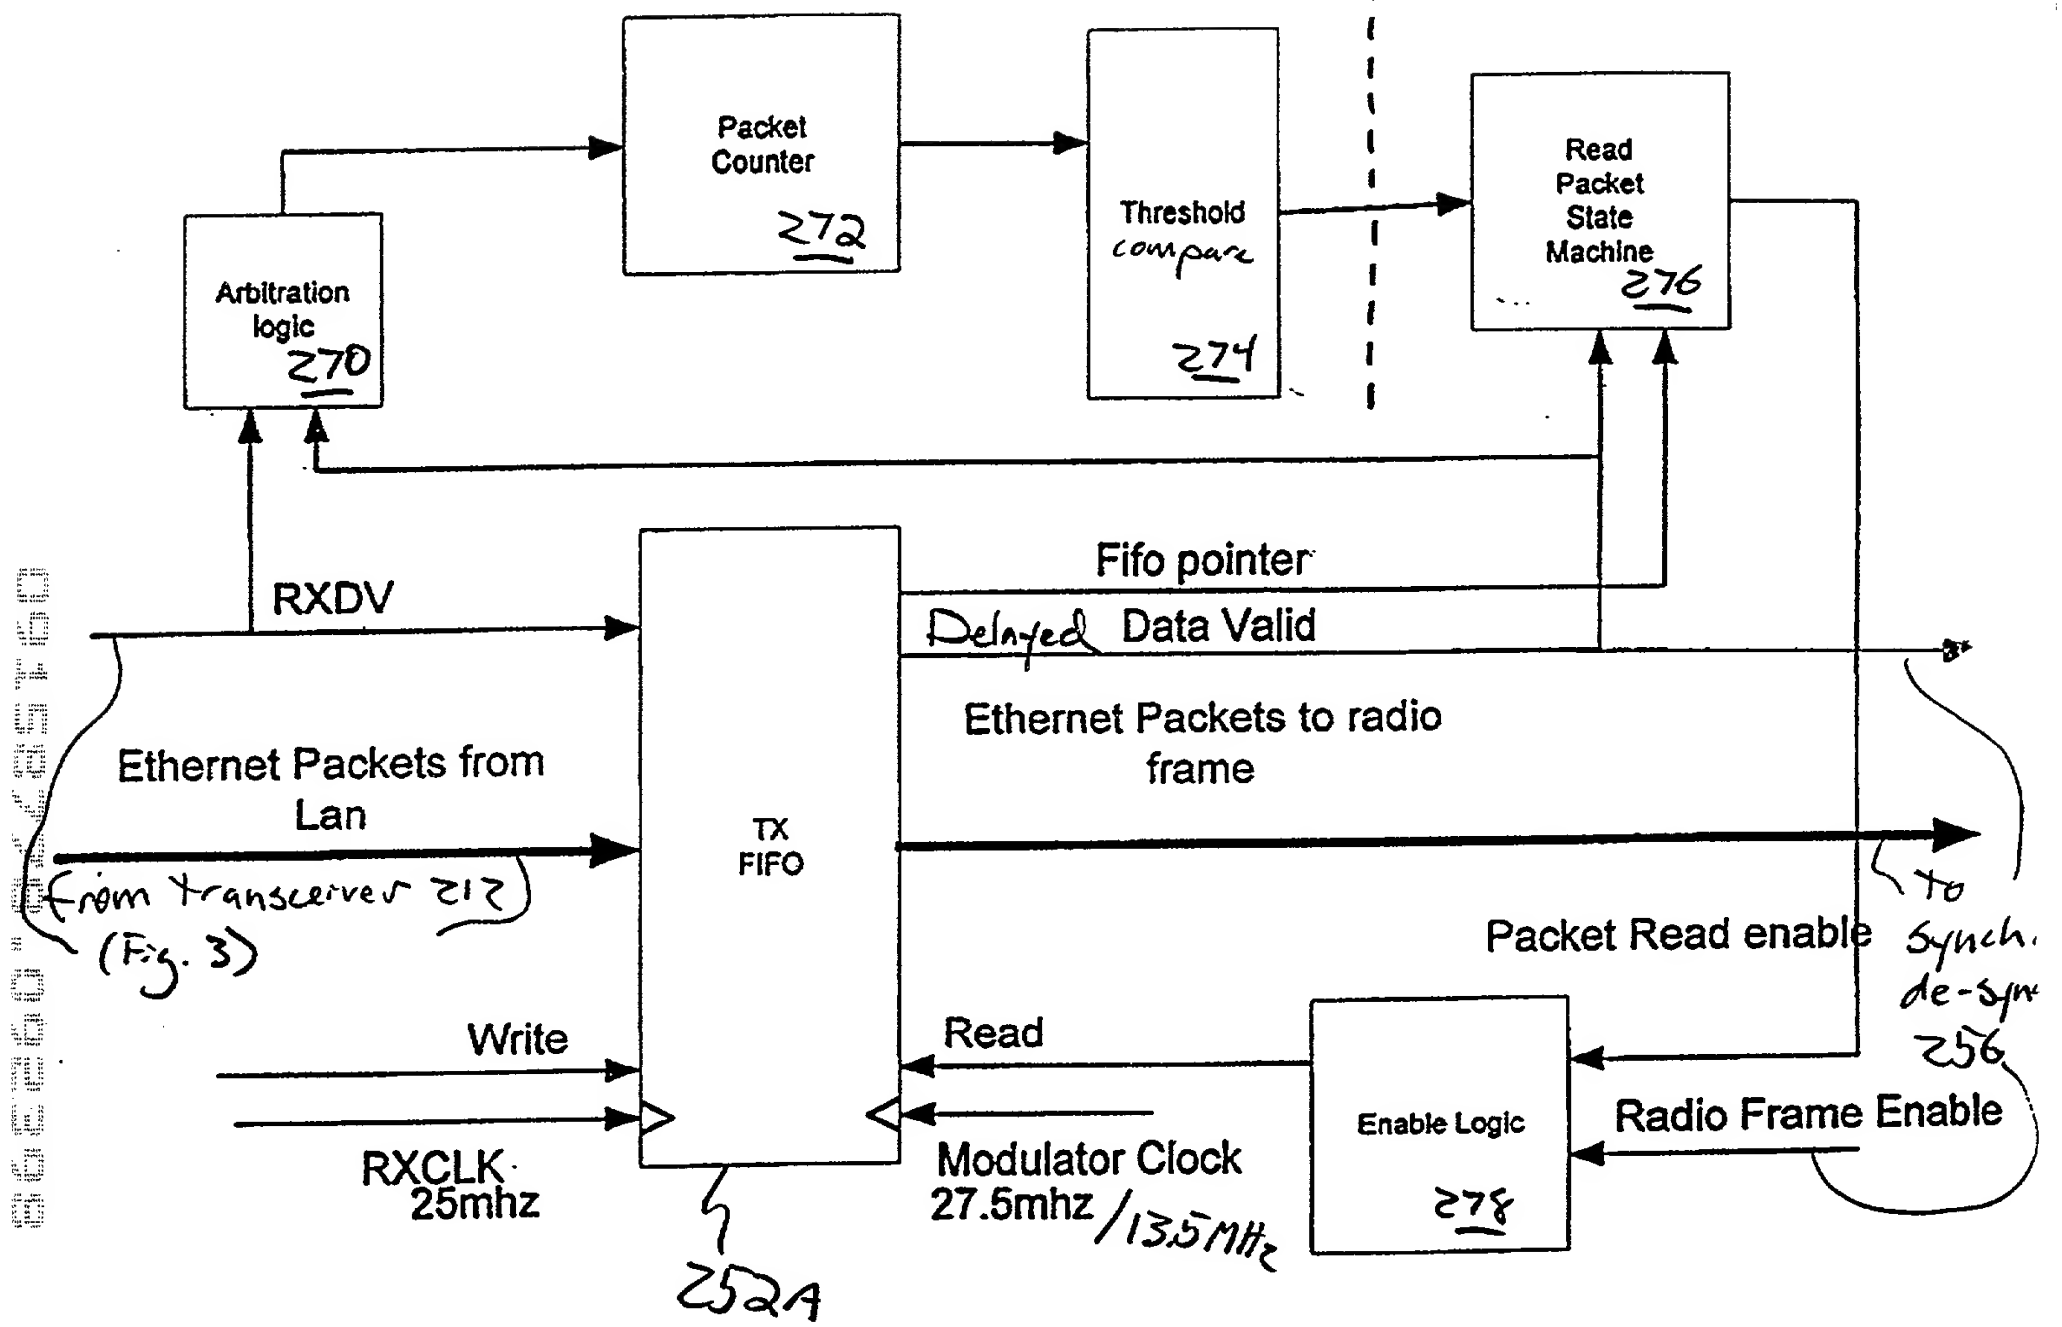 Packet
Counter
272
Threshold
compare
274
Read
Packet
State
Machine
276
Arbitration
logic
270
RXDV
Fifo pointer
Delayed Data Valid
Ethernet Packets to radio
frame
Ethernet Packets from
Lan
from transceiver 212
(Fig. 3)
TX
FIFO
to
synch.
Packet Read enable
256
Write
Read
Enable Logic
278
Radio Frame Enable
RXCLK
25mhz
Modulator Clock
27.5mhz / 13.5 MHz
252A